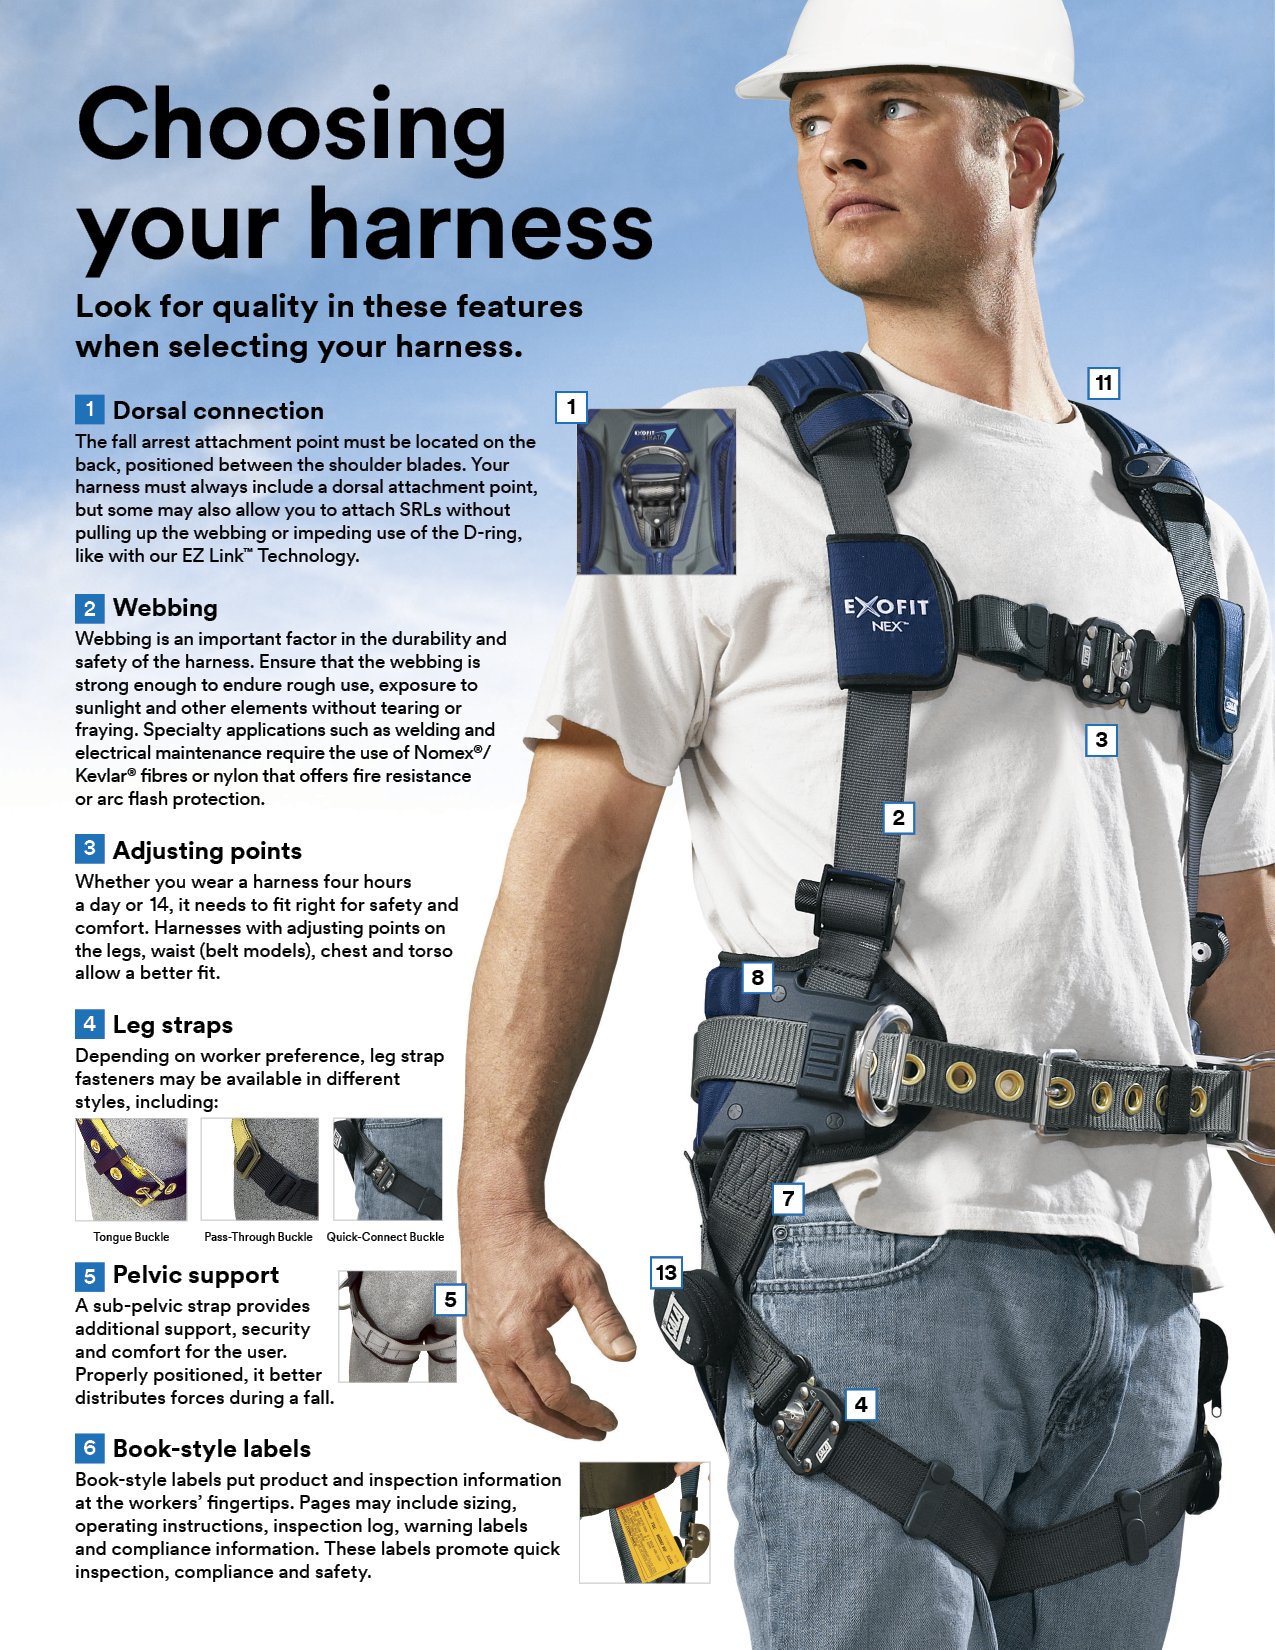 Choosing
your harness
Look for quality in these features
when selecting your harness.
1 Dorsal connection
The fall arrest attachment point must be located on the
back, positioned between the shoulder blades. Your
harness must always include a dorsal attachment point,
but some may also allow you to attach SRLs without
pulling up the webbing or impeding use of the D-ring,
like with our EZ Link™ Technology.
2 Webbing
Webbing is an important factor in the durability and
safety of the harness. Ensure that the webbing is
strong enough to endure rough use, exposure to
sunlight and other elements without tearing or
fraying. Specialty applications such as welding and
electrical maintenance require the use of Nomex®/
Kevlar® fibres or nylon that offers fire resistance
or arc flash protection.
3 Adjusting points
Whether you wear a harness four hours
a day or 14, it needs to fit right for safety and
comfort. Harnesses with adjusting points on
the legs, waist (belt models), chest and torso
allow a better fit.
4 Leg straps
Depending on worker preference, leg strap
fasteners may be available in different
styles, including:
Tongue Buckle
Pass-Through Buckle
Quick-Connect Buckle
5 Pelvic support
A sub-pelvic strap provides
additional support, security
and comfort for the user.
Properly positioned, it better
distributes forces during a fall.
5
6 Book-style labels
Book-style labels put product and inspection information
at the workers' fingertips. Pages may include sizing,
operating instructions, inspection log, warning labels
and compliance information. These labels promote quick
inspection, compliance and safety.
1
EXOFIT
STRATA
11
EXOFIT
NEX™
3
2
8
7
13
DALI
4